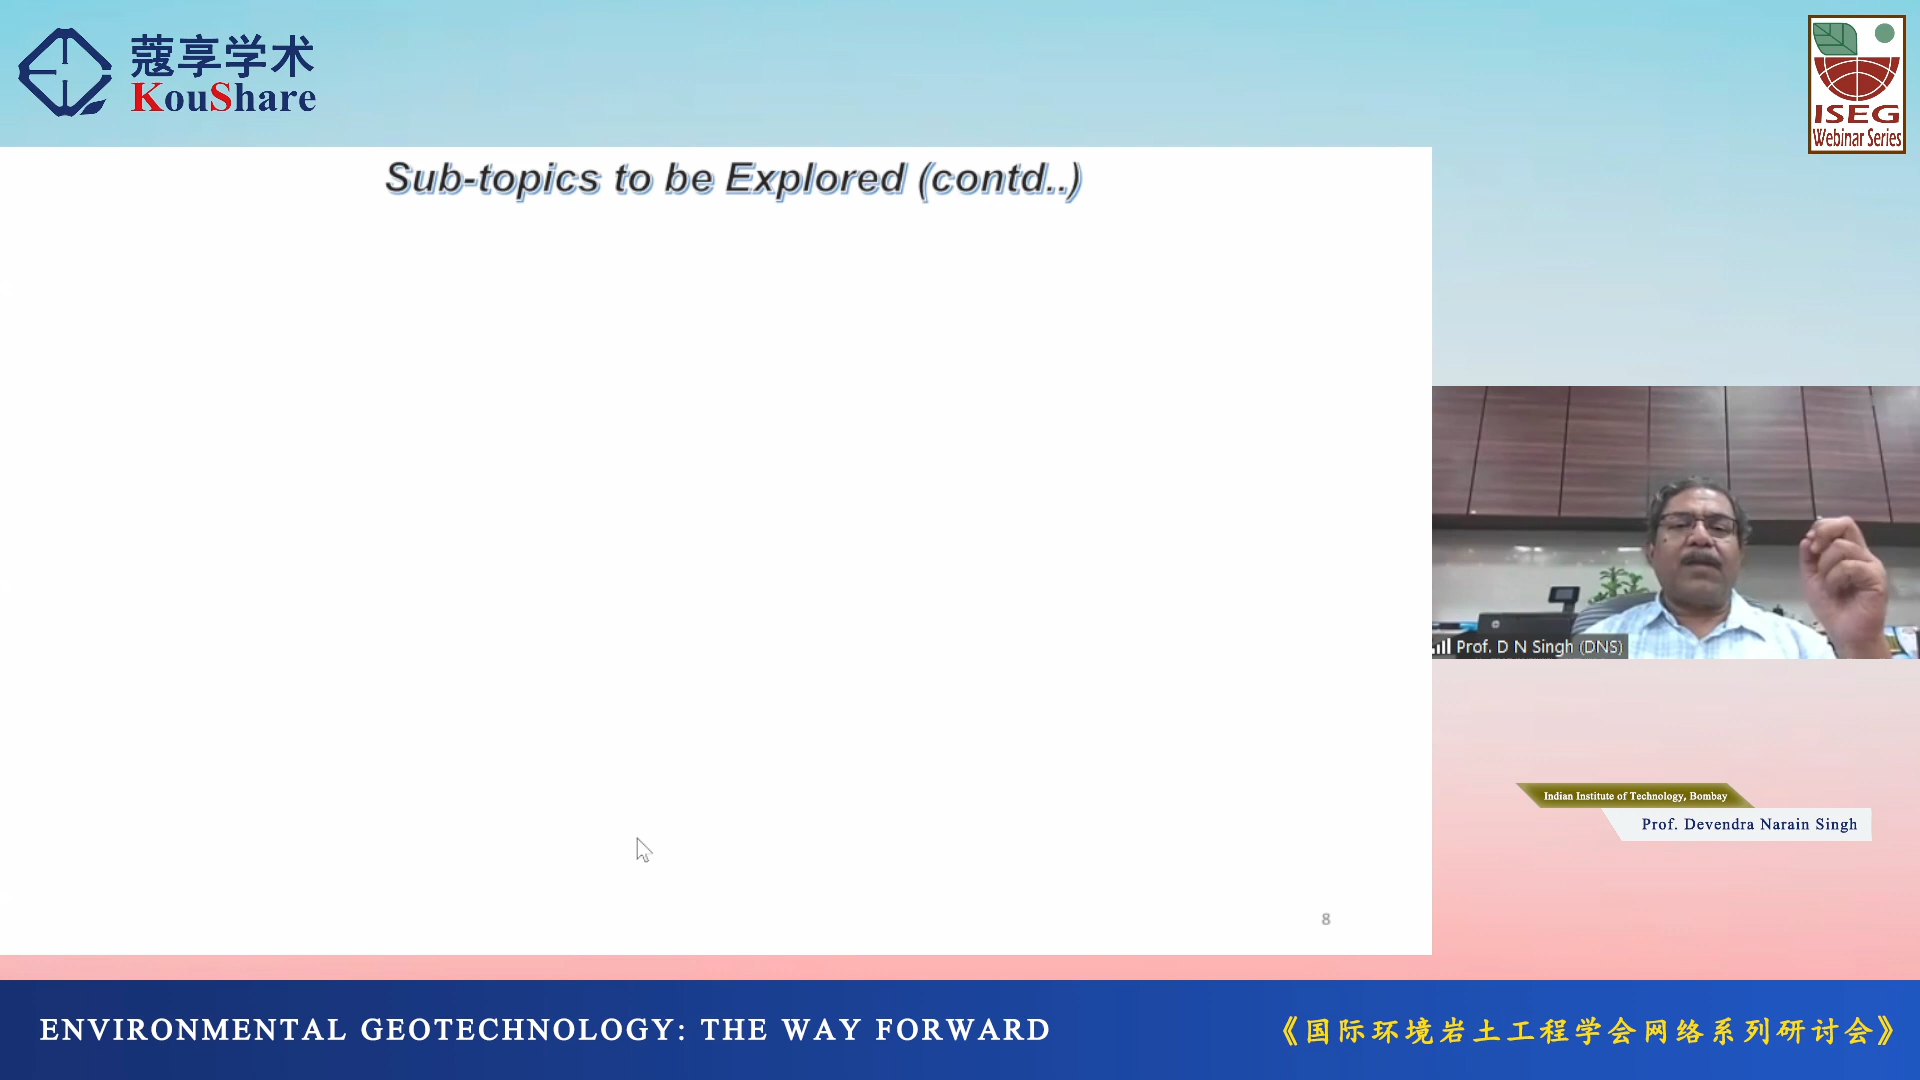 蔻享学术
KouShare
ISEG
Webinar Series
Sub-topics to be Explored (contd..)
Prof. D N Singh (DNS)
Indian Institute of Technology, Bombay
Prof. Devendra Narain Singh
8
ENVIRONMENTAL GEOTECHNOLOGY: THE WAY FORWARD
《国际环境岩土工程学会网络系列研讨会》